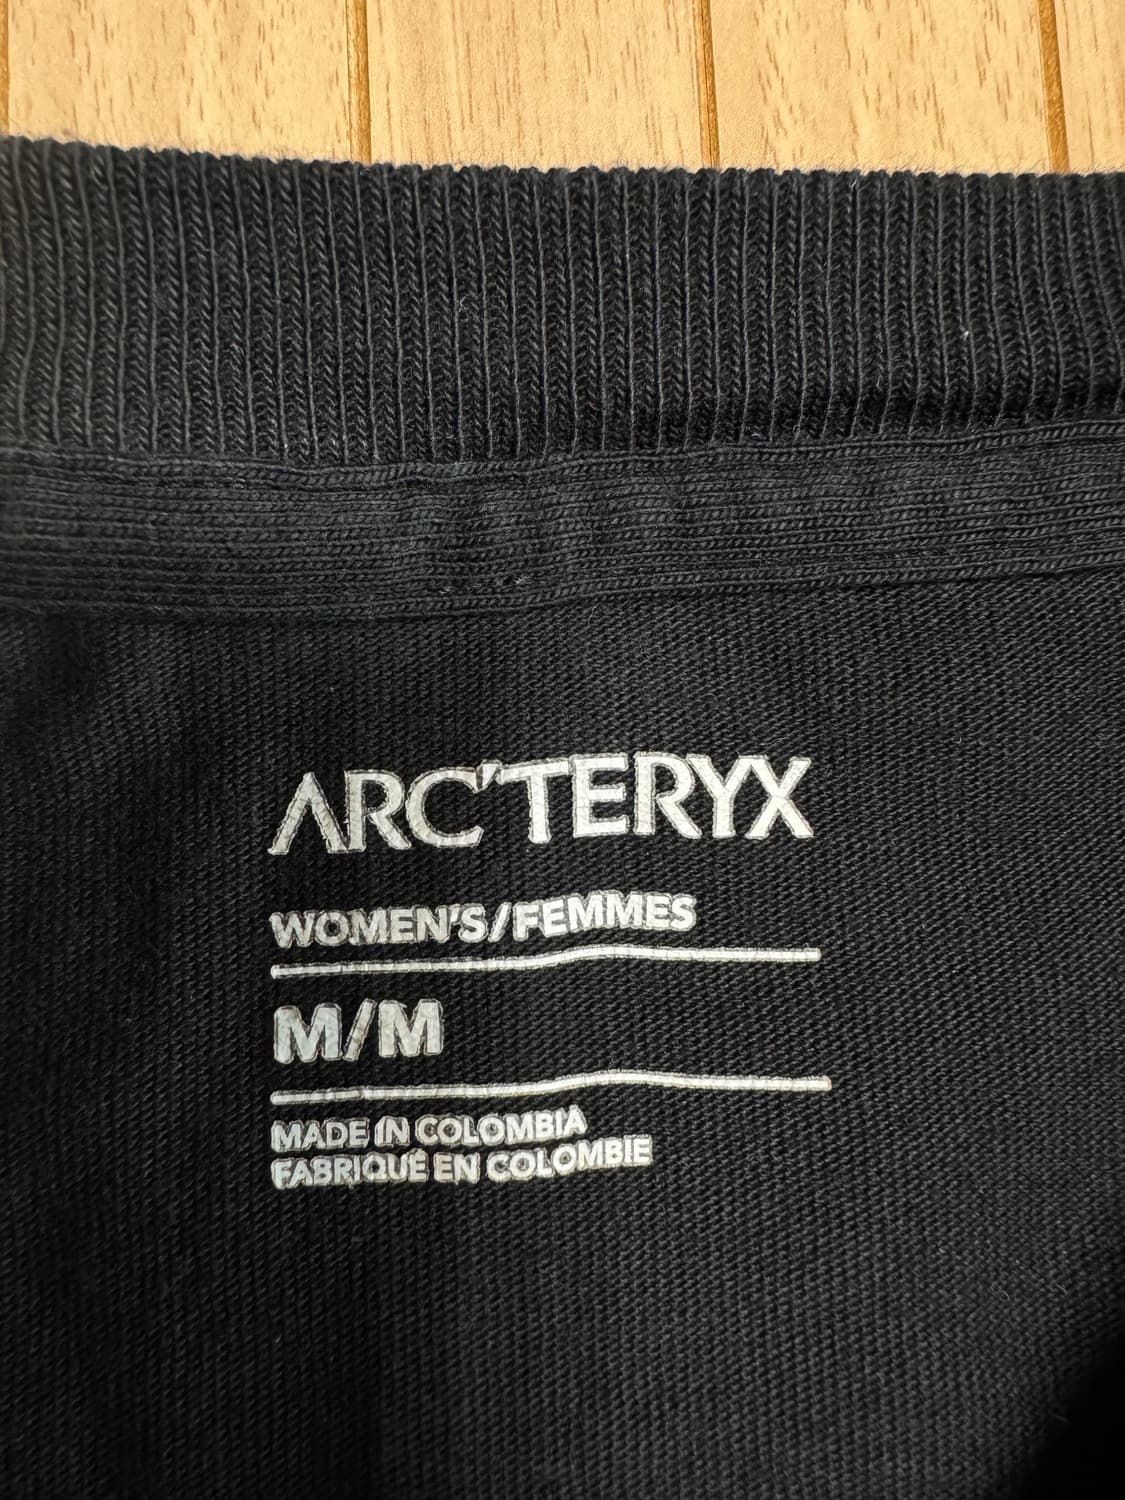 ARC'TERYX
WOMEN'S/FEMMES
M/M
MADE IN COLOMBIA
FABRIQUÉ EN COLOMBIE